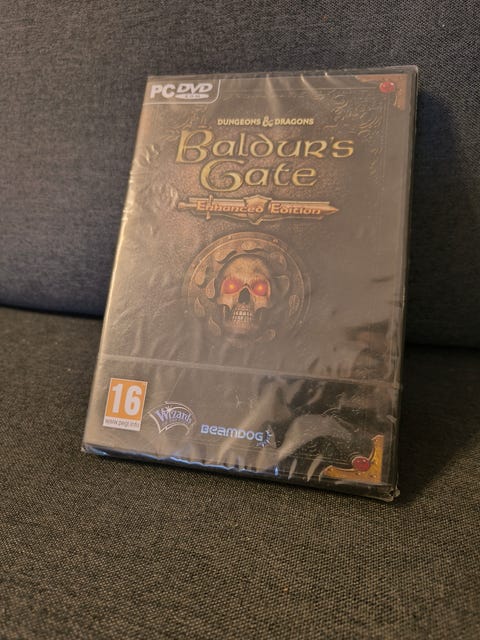 PC DVD
DUNGEONS & DRAGONS
Baldur's
Gate
Enhanced Edition
16
www.pegi.info
Wizards
BEAMDOG